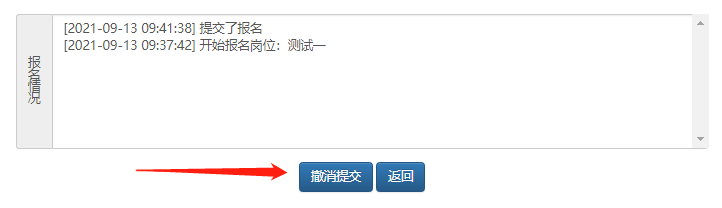 报名情况
[2021-09-13 09:41:38] 提交了报名
[2021-09-13 09:37:42] 开始报名岗位：测试一
撤消提交 返回